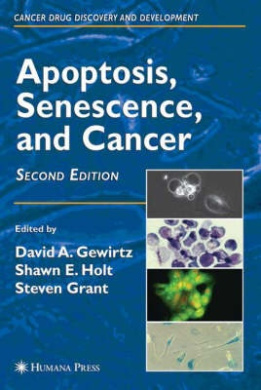 CANCER DRUG DISCOVERY AND DEVELOPMENT
Apoptosis,
Senescence,
and Cancer
SECOND EDITION
Edited by
David A. Gewirtz
Shawn E. Holt
Steven Grant
HUMANA PRESS